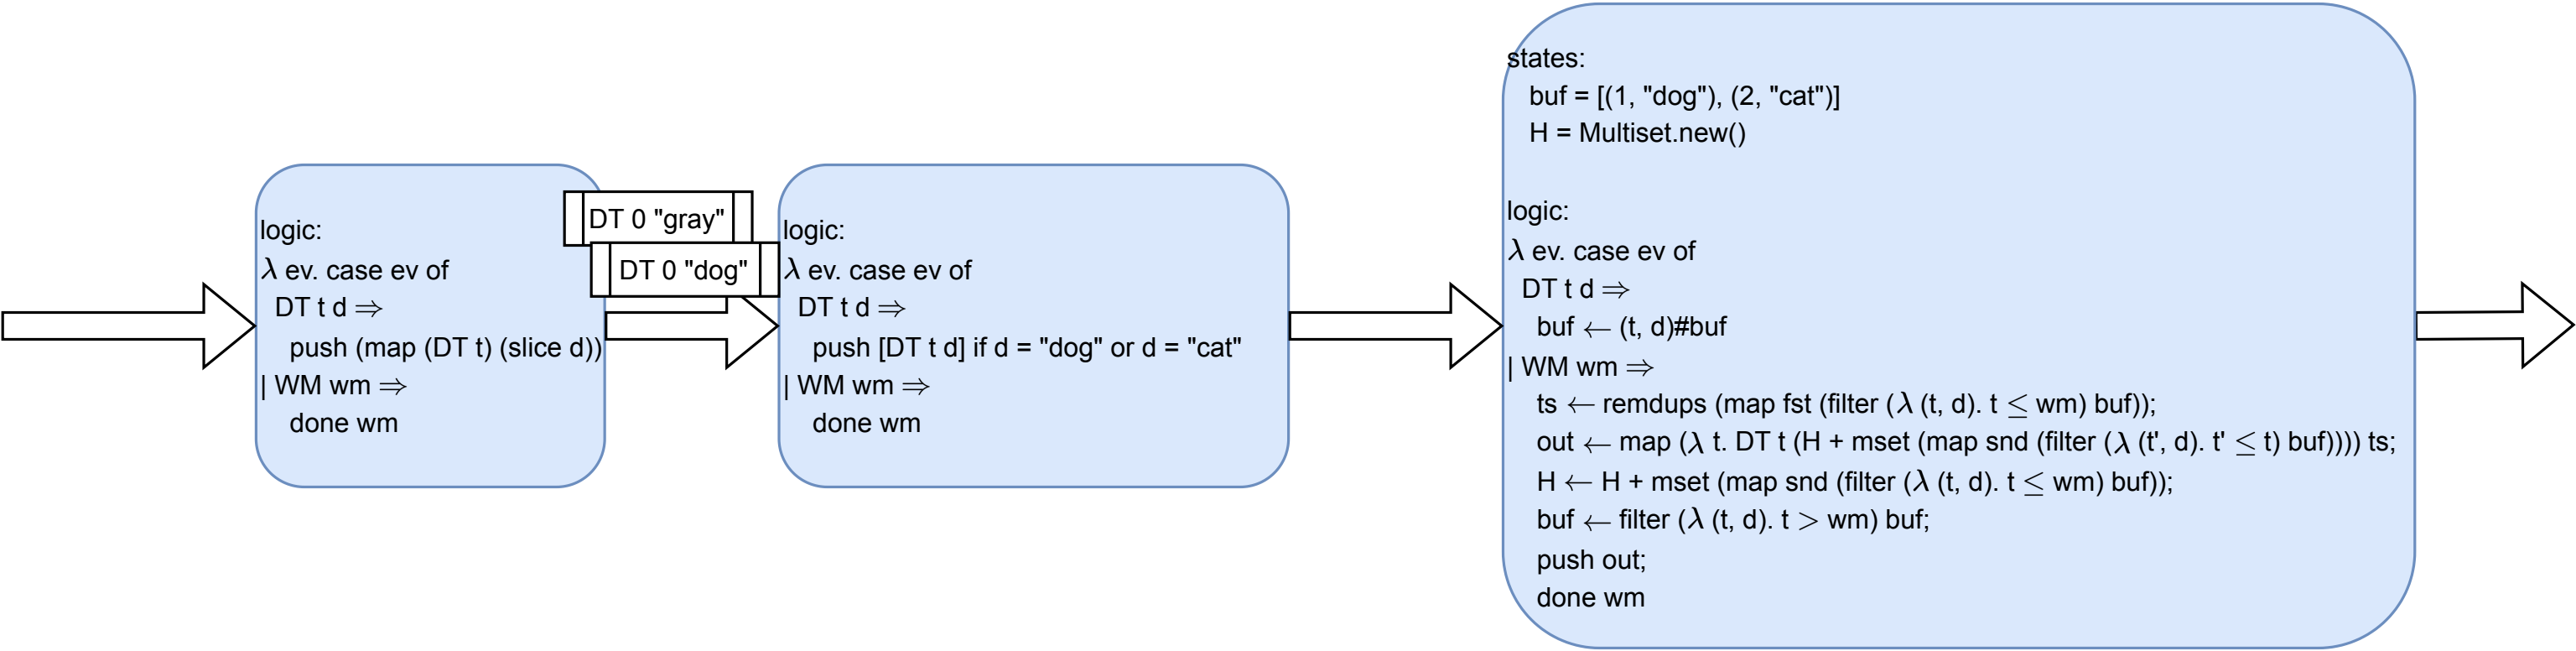 logic:
λ ev. case ev of
DT t d ⇒
push (map (DT t) (slice d))
| WM wm ⇒
done wm
DT 0 "gray"
DT 0 "dog"
logic:
λ ev. case ev of
DT t d ⇒
push [DT t d] if d = "dog" or d = "cat"
| WM wm ⇒
done wm
states:
buf = [(1, "dog"), (2, "cat")]
H = Multiset.new()
logic:
λ ev. case ev of
DT t d ⇒
buf ← (t, d)#buf
| WM wm ⇒
ts ← remdups (map fst (filter (λ (t, d). t ≤ wm) buf));
out ← map (λ t. DT t (H + mset (map snd (filter (λ (t', d). t' ≤ t) buf)))) ts;
H ← H + mset (map snd (filter (λ (t, d). t ≤ wm) buf));
buf ← filter (λ (t, d). t > wm) buf;
push out;
done wm